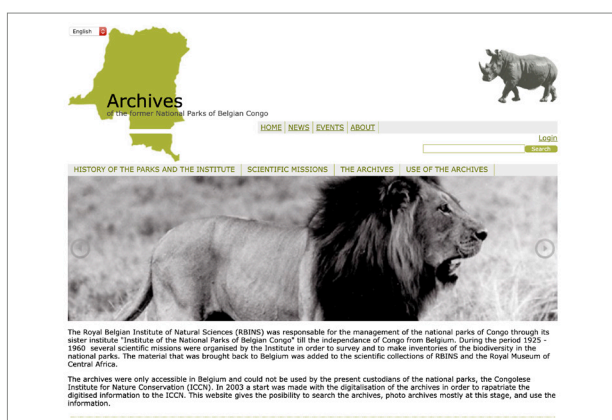 English
Archives
of the former National Parks of Belgian Congo
HOME NEWS EVENTS ABOUT
Login
Search
HISTORY OF THE PARKS AND THE INSTITUTE SCIENTIFIC MISSIONS THE ARCHIVES USE OF THE ARCHIVES
The Royal Belgian Institute of Natural Sciences (RBINS) was responsable for the management of the national parks of Congo through its
sister institute "Institute of the National Parks of Belgian Congo" till the independance of Congo from Belgium. During the period 1925 -
1960 several scientific missions were organised by the Institute in order to survey and to make inventories of the biodiversity in the
national parks. The material that was brought back to Belgium was added to the scientific collections of RBINS and the Royal Museum of
Central Africa.
The archives were only accessible in Belgium and could not be used by the present custodians of the national parks, the Congolese
Institute for Nature Conservation (ICCN). In 2003 a start was made with the digitalisation of the archives in order to rapatriate the
digitised information to the ICCN. This website gives the posibility to search the archives, photo archives mostly at this stage, and use the
information.